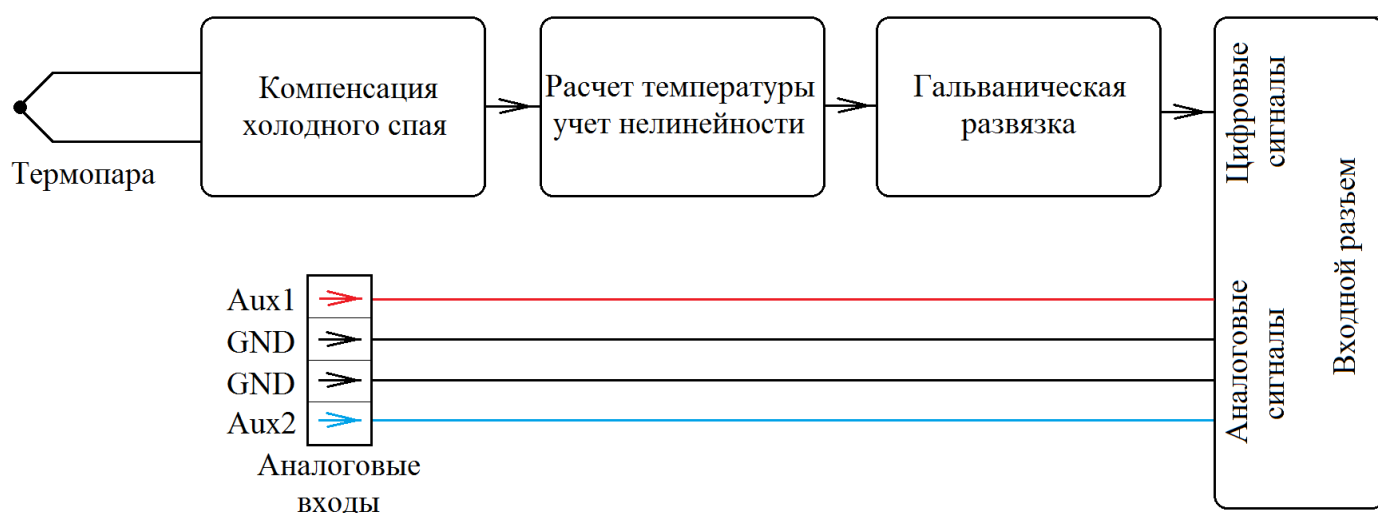 Компенсация
холодного спая
Расчет температуры
учет нелинейности
Гальваническая
развязка
Цифровые
сигналы
Термопара
Входной разъем
Aux1
GND
GND
Aux2
Аналоговые
сигналы
Аналоговые
входы